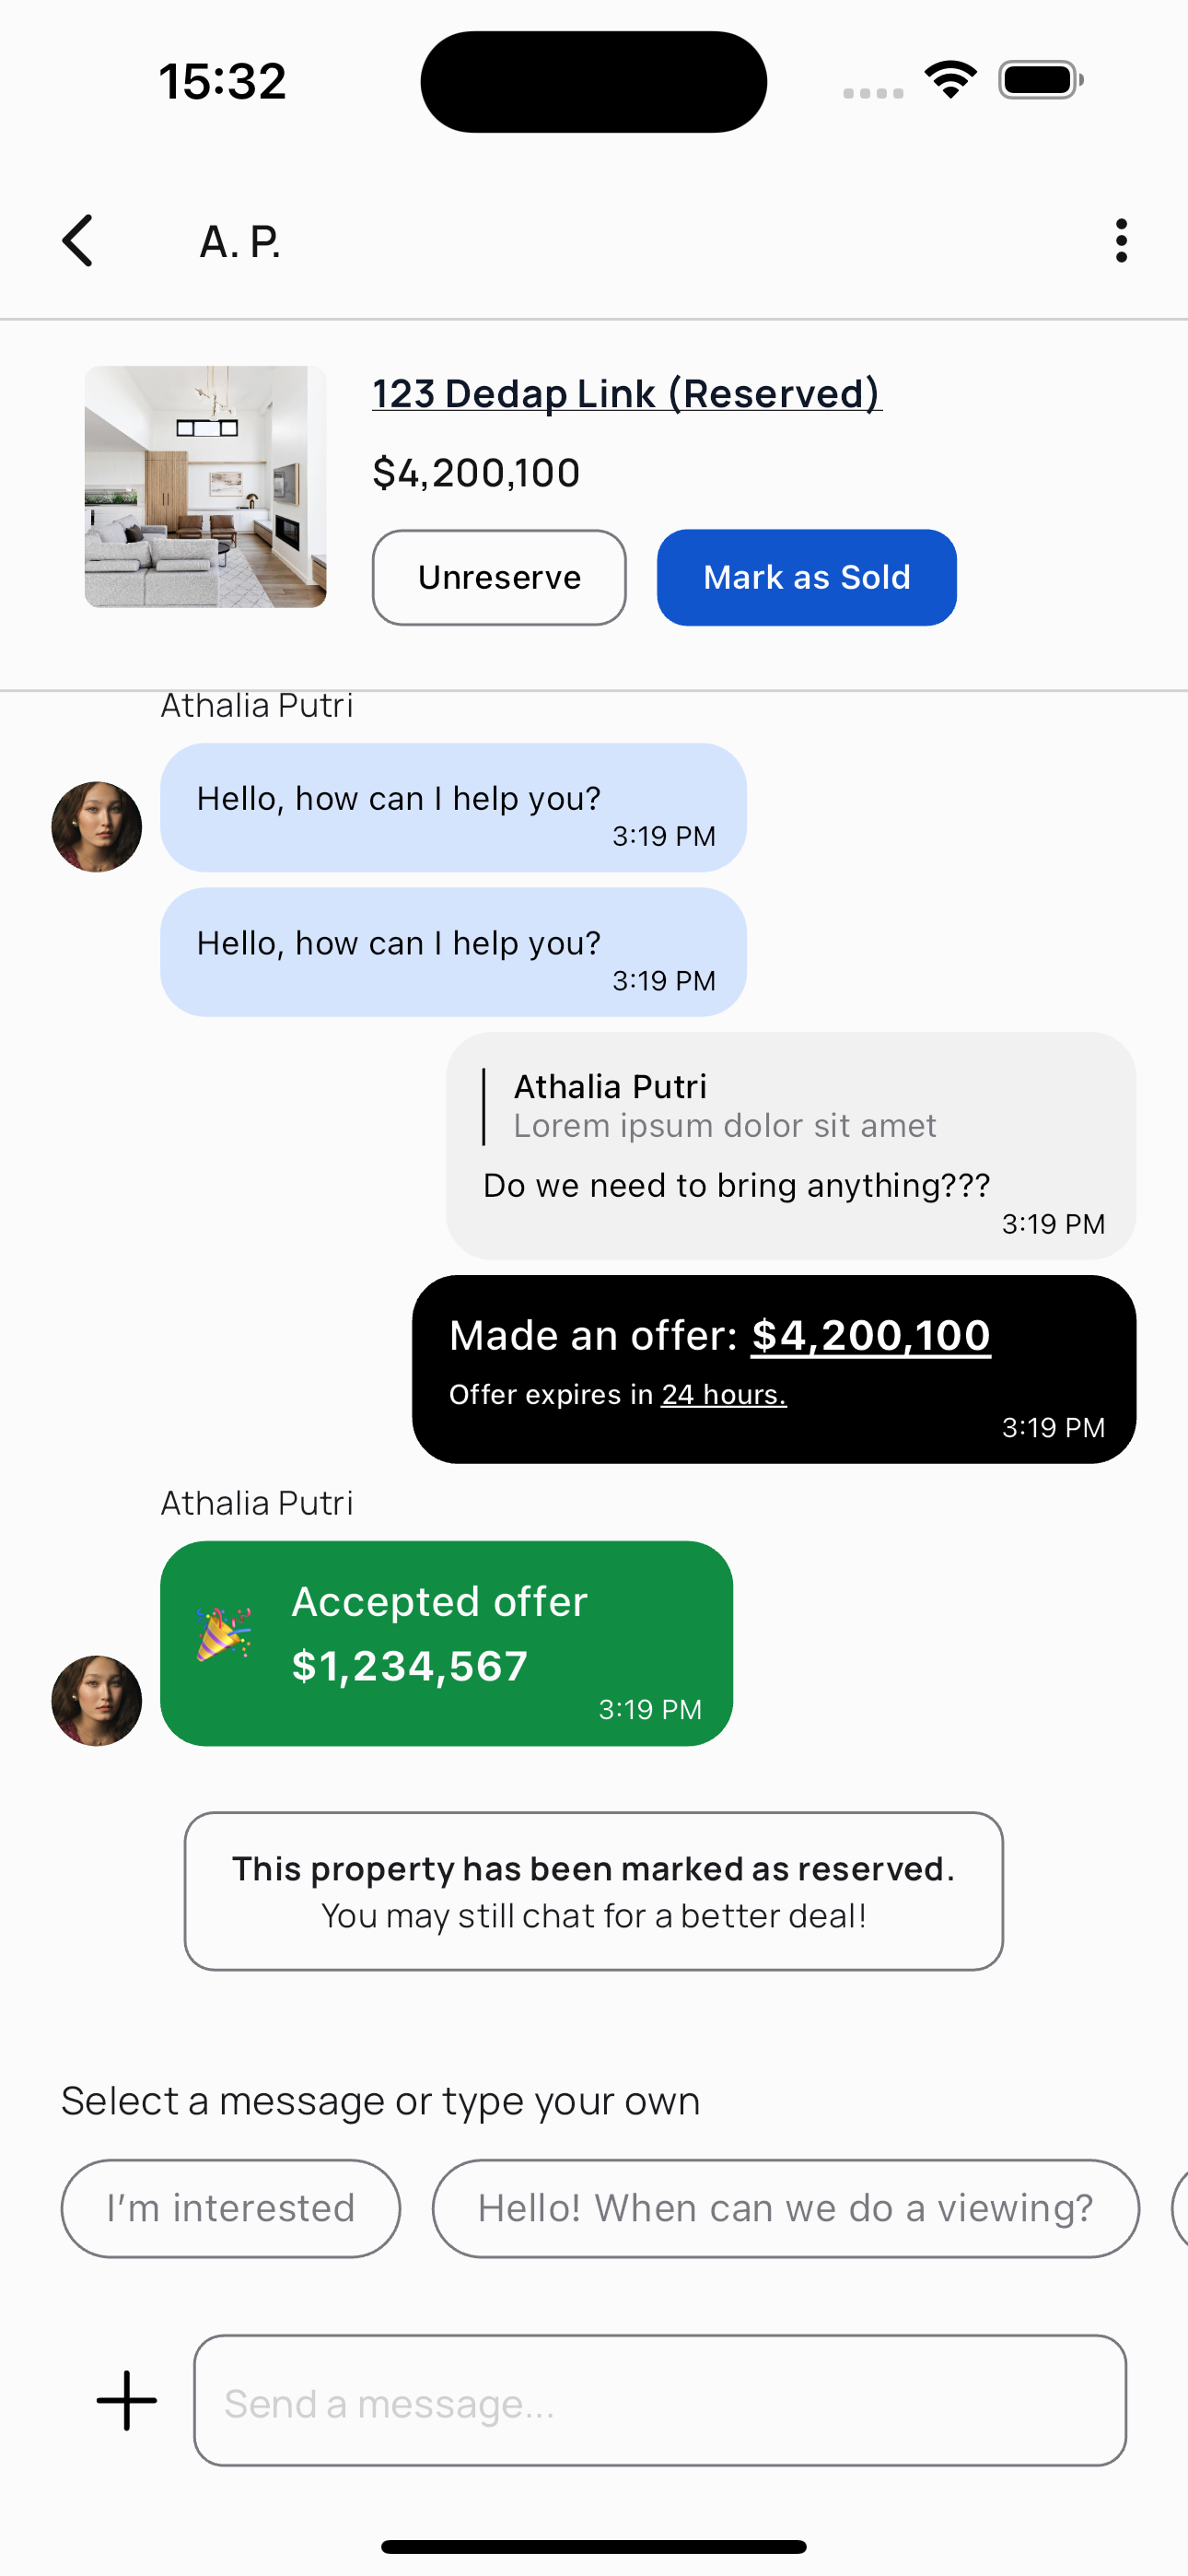 15:32
A. P.
123 Dedap Link (Reserved)
$4,200,100
Unreserve
Mark as Sold
Athalia Putri
Hello, how can I help you?
3:19 PM
Hello, how can I help you?
3:19 PM
Athalia Putri
Lorem ipsum dolor sit amet
Do we need to bring anything???
3:19 PM
Made an offer: $4,200,100
Offer expires in 24 hours.
3:19 PM
Athalia Putri
Accepted offer
$1,234,567
3:19 PM
This property has been marked as reserved.
You may still chat for a better deal!
Select a message or type your own
I’m interested
Hello! When can we do a viewing?
Send a message...